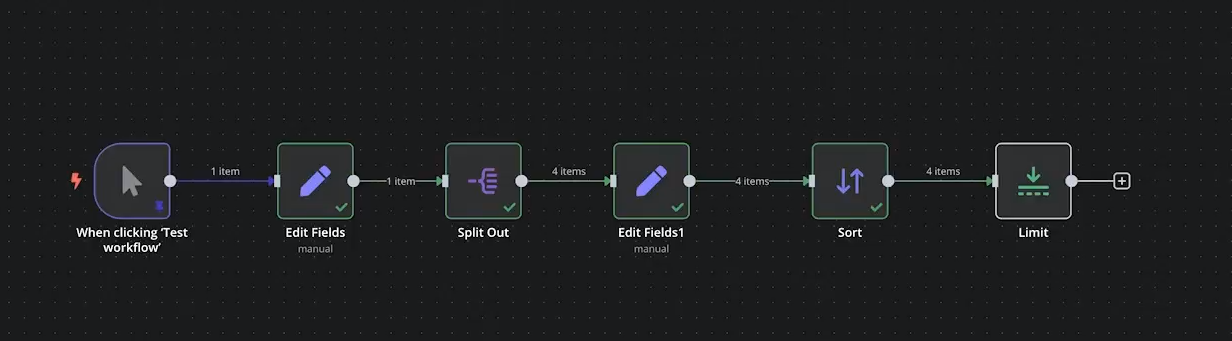 1 item
1 item
4 items
4 items
4 items
When clicking ‘Test
workflow’
Edit Fields
manual
Split Out
Edit Fields1
manual
Sort
Limit